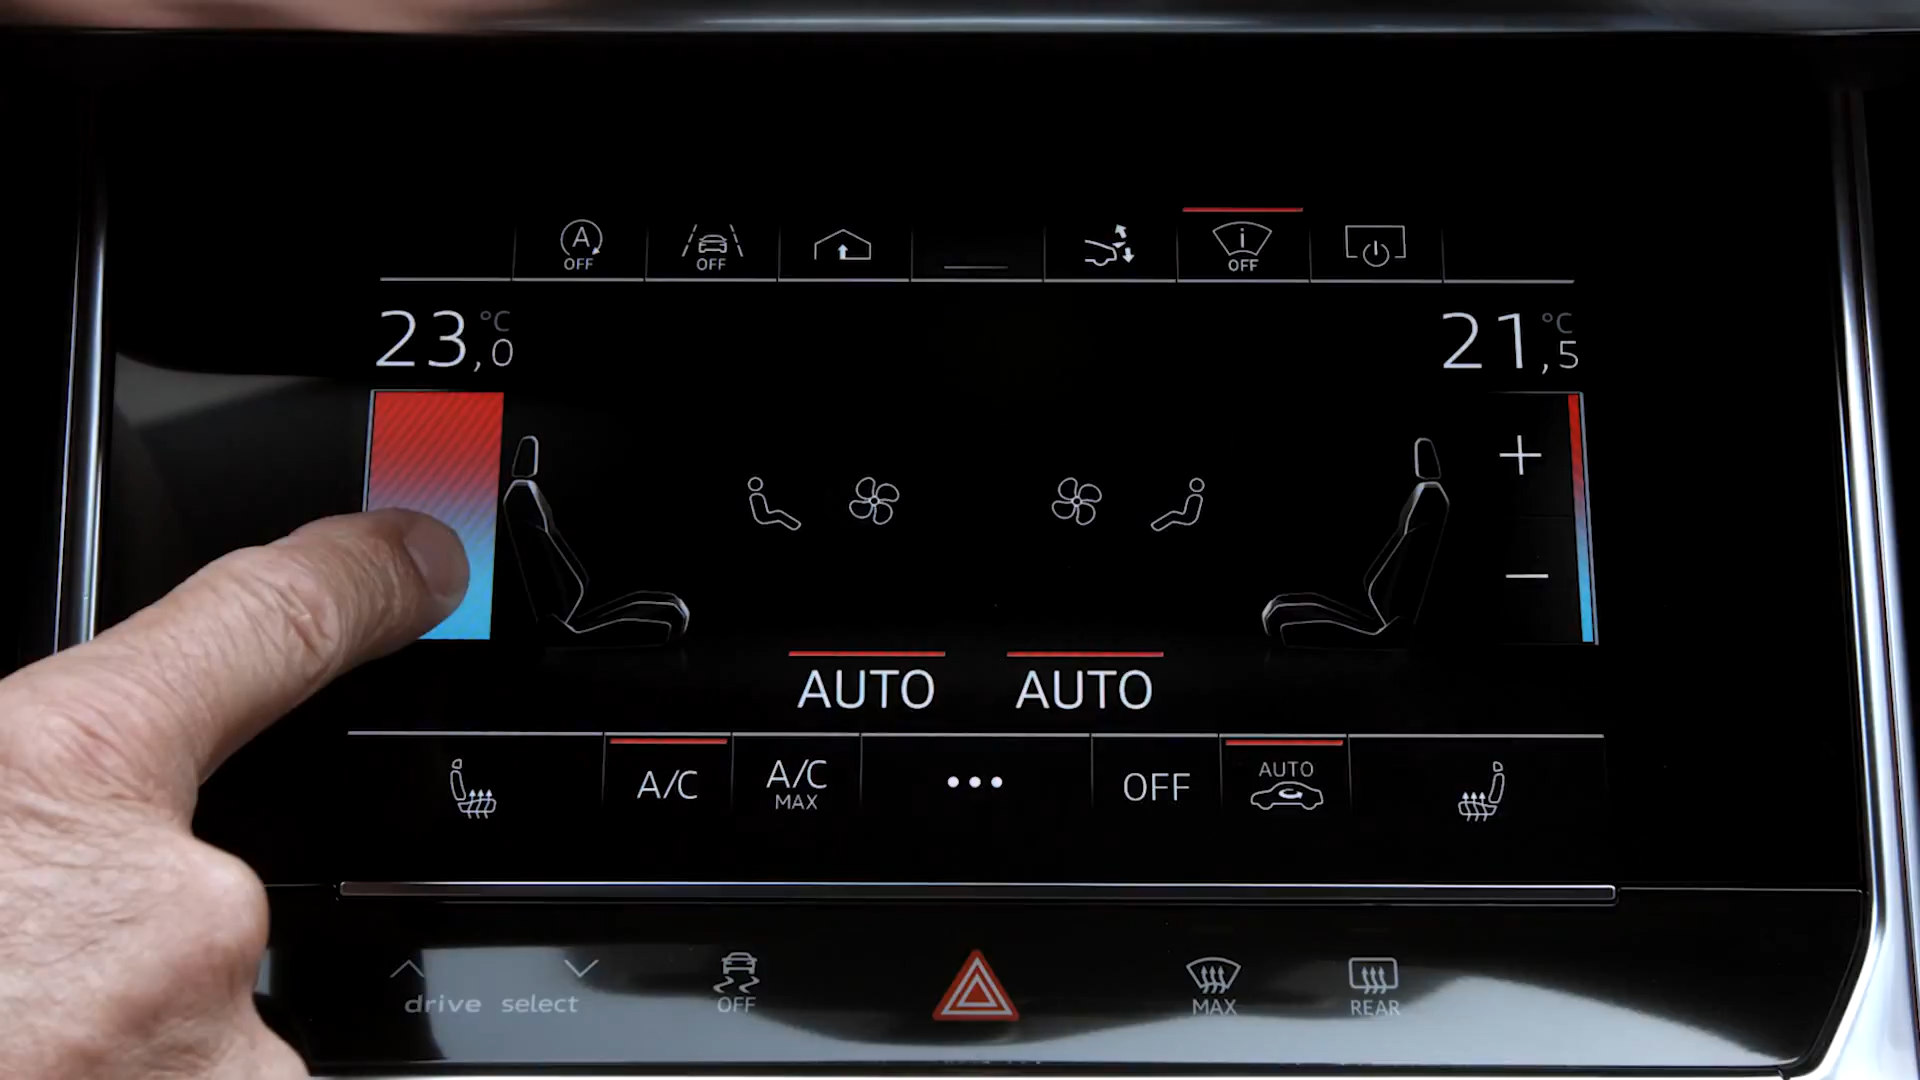 A OFF
OFF
i OFF
23,0 °C
21,5 °C
+
−
AUTO AUTO
A/C
A/C MAX
•••
OFF
AUTO
drive select
OFF
MAX
REAR